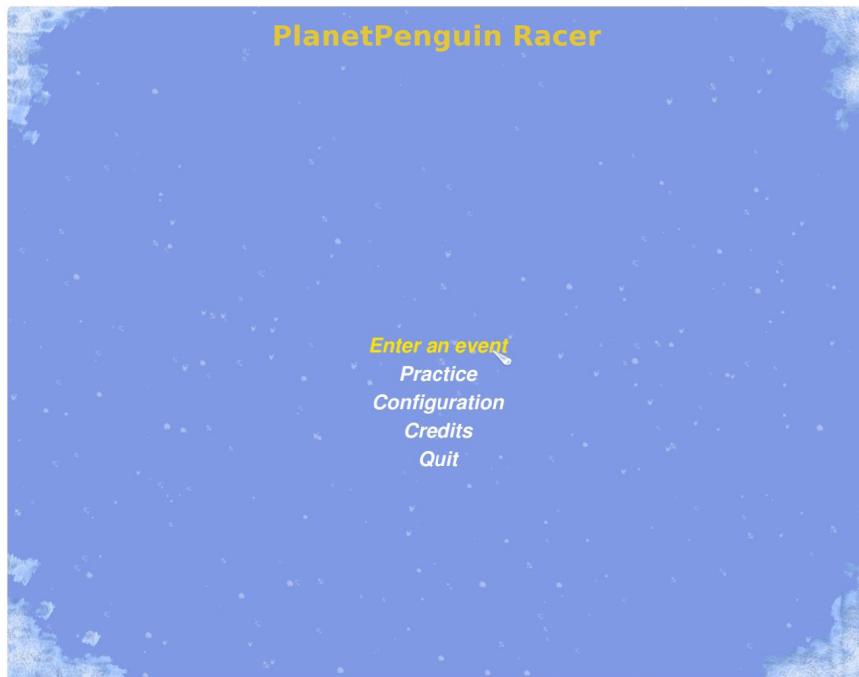 PlanetPenguin Racer
Enter an event
Practice
Configuration
Credits
Quit